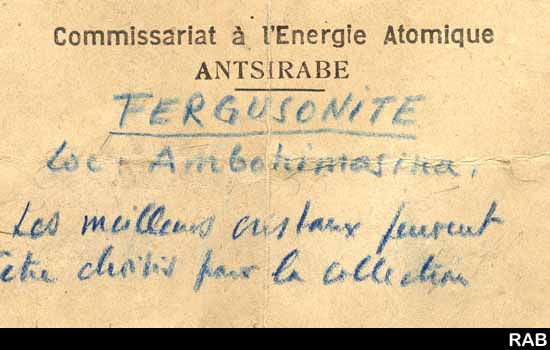 Commissariat à l'Energie Atomique
ANTSIRABE
FERGUSONITE
Loc: Ambohimasina.
Les meilleurs cristaux peuvent
être choisis pour la collection
RAB